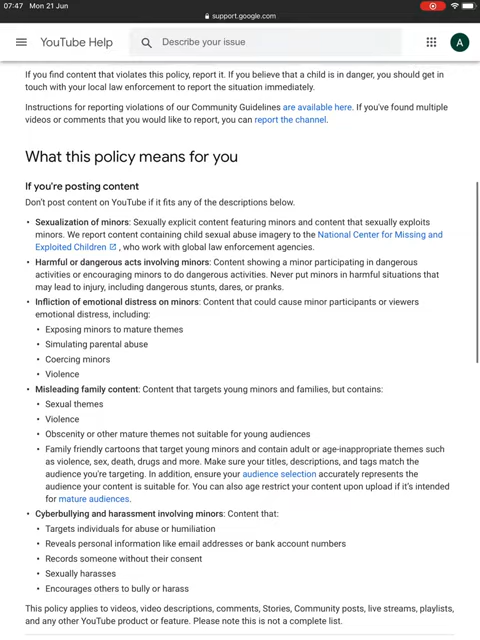 07:47 Mon 21 Jun
support.google.com
YouTube Help
Describe your issue
A
If you find content that violates this policy, report it. If you believe that a child is in danger, you should get in
touch with your local law enforcement to report the situation immediately.
Instructions for reporting violations of our Community Guidelines are available here. If you've found multiple
videos or comments that you would like to report, you can report the channel.
What this policy means for you
If you're posting content
Don't post content on YouTube if it fits any of the descriptions below.
• Sexualization of minors: Sexually explicit content featuring minors and content that sexually exploits
minors. We report content containing child sexual abuse imagery to the National Center for Missing and
Exploited Children , who work with global law enforcement agencies.
• Harmful or dangerous acts involving minors: Content showing a minor participating in dangerous
activities or encouraging minors to do dangerous activities. Never put minors in harmful situations that
may lead to injury, including dangerous stunts, dares, or pranks.
• Infliction of emotional distress on minors: Content that could cause minor participants or viewers
emotional distress, including:
• Exposing minors to mature themes
• Simulating parental abuse
• Coercing minors
• Violence
• Misleading family content: Content that targets young minors and families, but contains:
• Sexual themes
• Violence
• Obscenity or other mature themes not suitable for young audiences
• Family friendly cartoons that target young minors and contain adult or age-inappropriate themes such
as violence, sex, death, drugs and more. Make sure your titles, descriptions, and tags match the
audience you're targeting. In addition, ensure your audience selection accurately represents the
audience your content is suitable for. You can also age restrict your content upon upload if it's intended
for mature audiences.
• Cyberbullying and harassment involving minors: Content that:
• Targets individuals for abuse or humiliation
• Reveals personal information like email addresses or bank account numbers
• Records someone without their consent
• Sexually harasses
• Encourages others to bully or harass
This policy applies to videos, video descriptions, comments, Stories, Community posts, live streams, playlists,
and any other YouTube product or feature. Please note this is not a complete list.